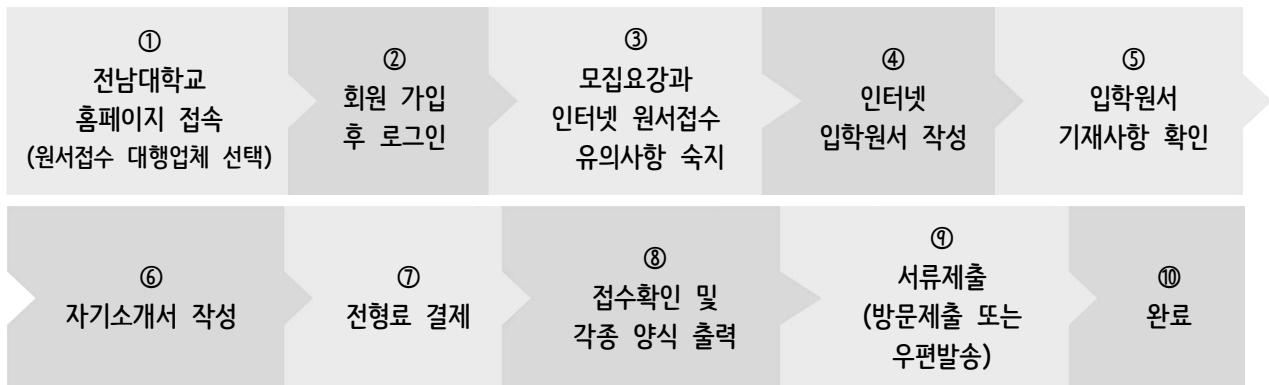 ①
전남대학교
홈페이지 접속
(원서접수 대행업체 선택)
②
회원 가입
후 로그인
③
모집요강과
인터넷 원서접수
유의사항 숙지
④
인터넷
입학원서 작성
⑤
입학원서
기재사항 확인
⑥
자기소개서 작성
⑦
전형료 결제
⑧
접수확인 및
각종 양식 출력
⑨
서류제출
(방문제출 또는
우편발송)
⑩
완료